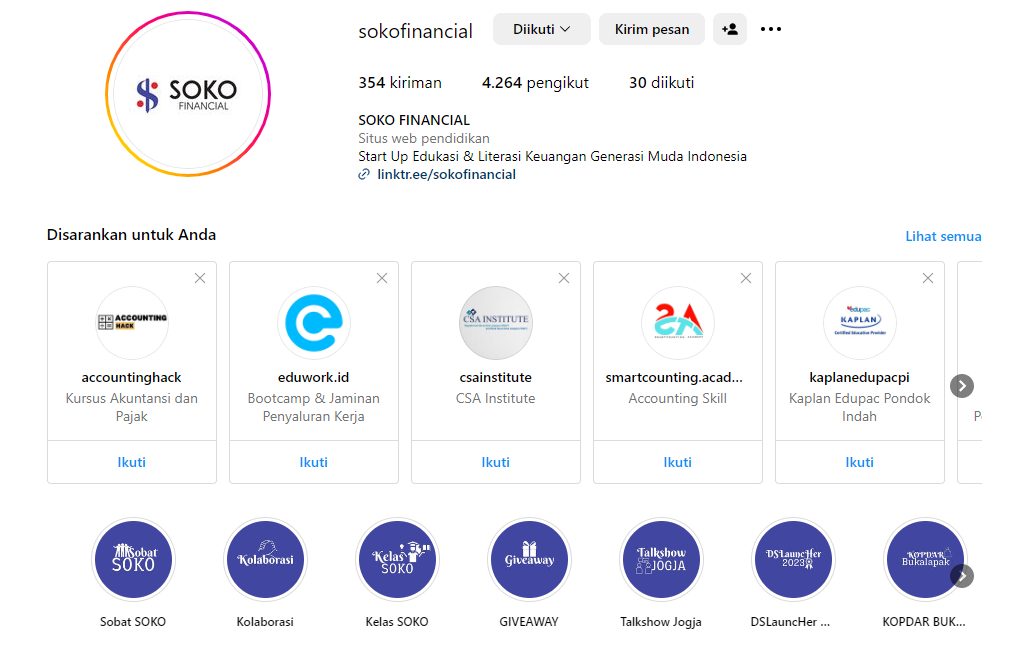 SOKO
FINANCIAL
sokofinancial
Diikuti
Kirim pesan
354 kiriman
4.264 pengikut
30 diikuti
SOKO FINANCIAL
Situs web pendidikan
Start Up Edukasi & Literasi Keuangan Generasi Muda Indonesia
linktr.ee/sokofinancial
Disarankan untuk Anda
Lihat semua
ACCOUNTING
HACK
accountinghack
Kursus Akuntansi dan
Pajak
Ikuti
eduwork.id
Bootcamp & Jaminan
Penyaluran Kerja
Ikuti
CSA INSTITUTE
csainstitute
CSA Institute
Ikuti
smartcounting.acad...
Accounting Skill
Ikuti
edupac
KAPLAN
Certified Education Provider
kaplanedupacpi
Kaplan Edupac Pondok
Indah
Ikuti
Sobat
SOKO
Sobat SOKO
Kolaborasi
Kolaborasi
Kelas
SOKO
Kelas SOKO
Giveaway
GIVEAWAY
Talkshow
JOGJA
Talkshow Jogja
DSLauncHer
2023
DSLauncHer ...
KOPDAR
Bukalapak
KOPDAR BUK...